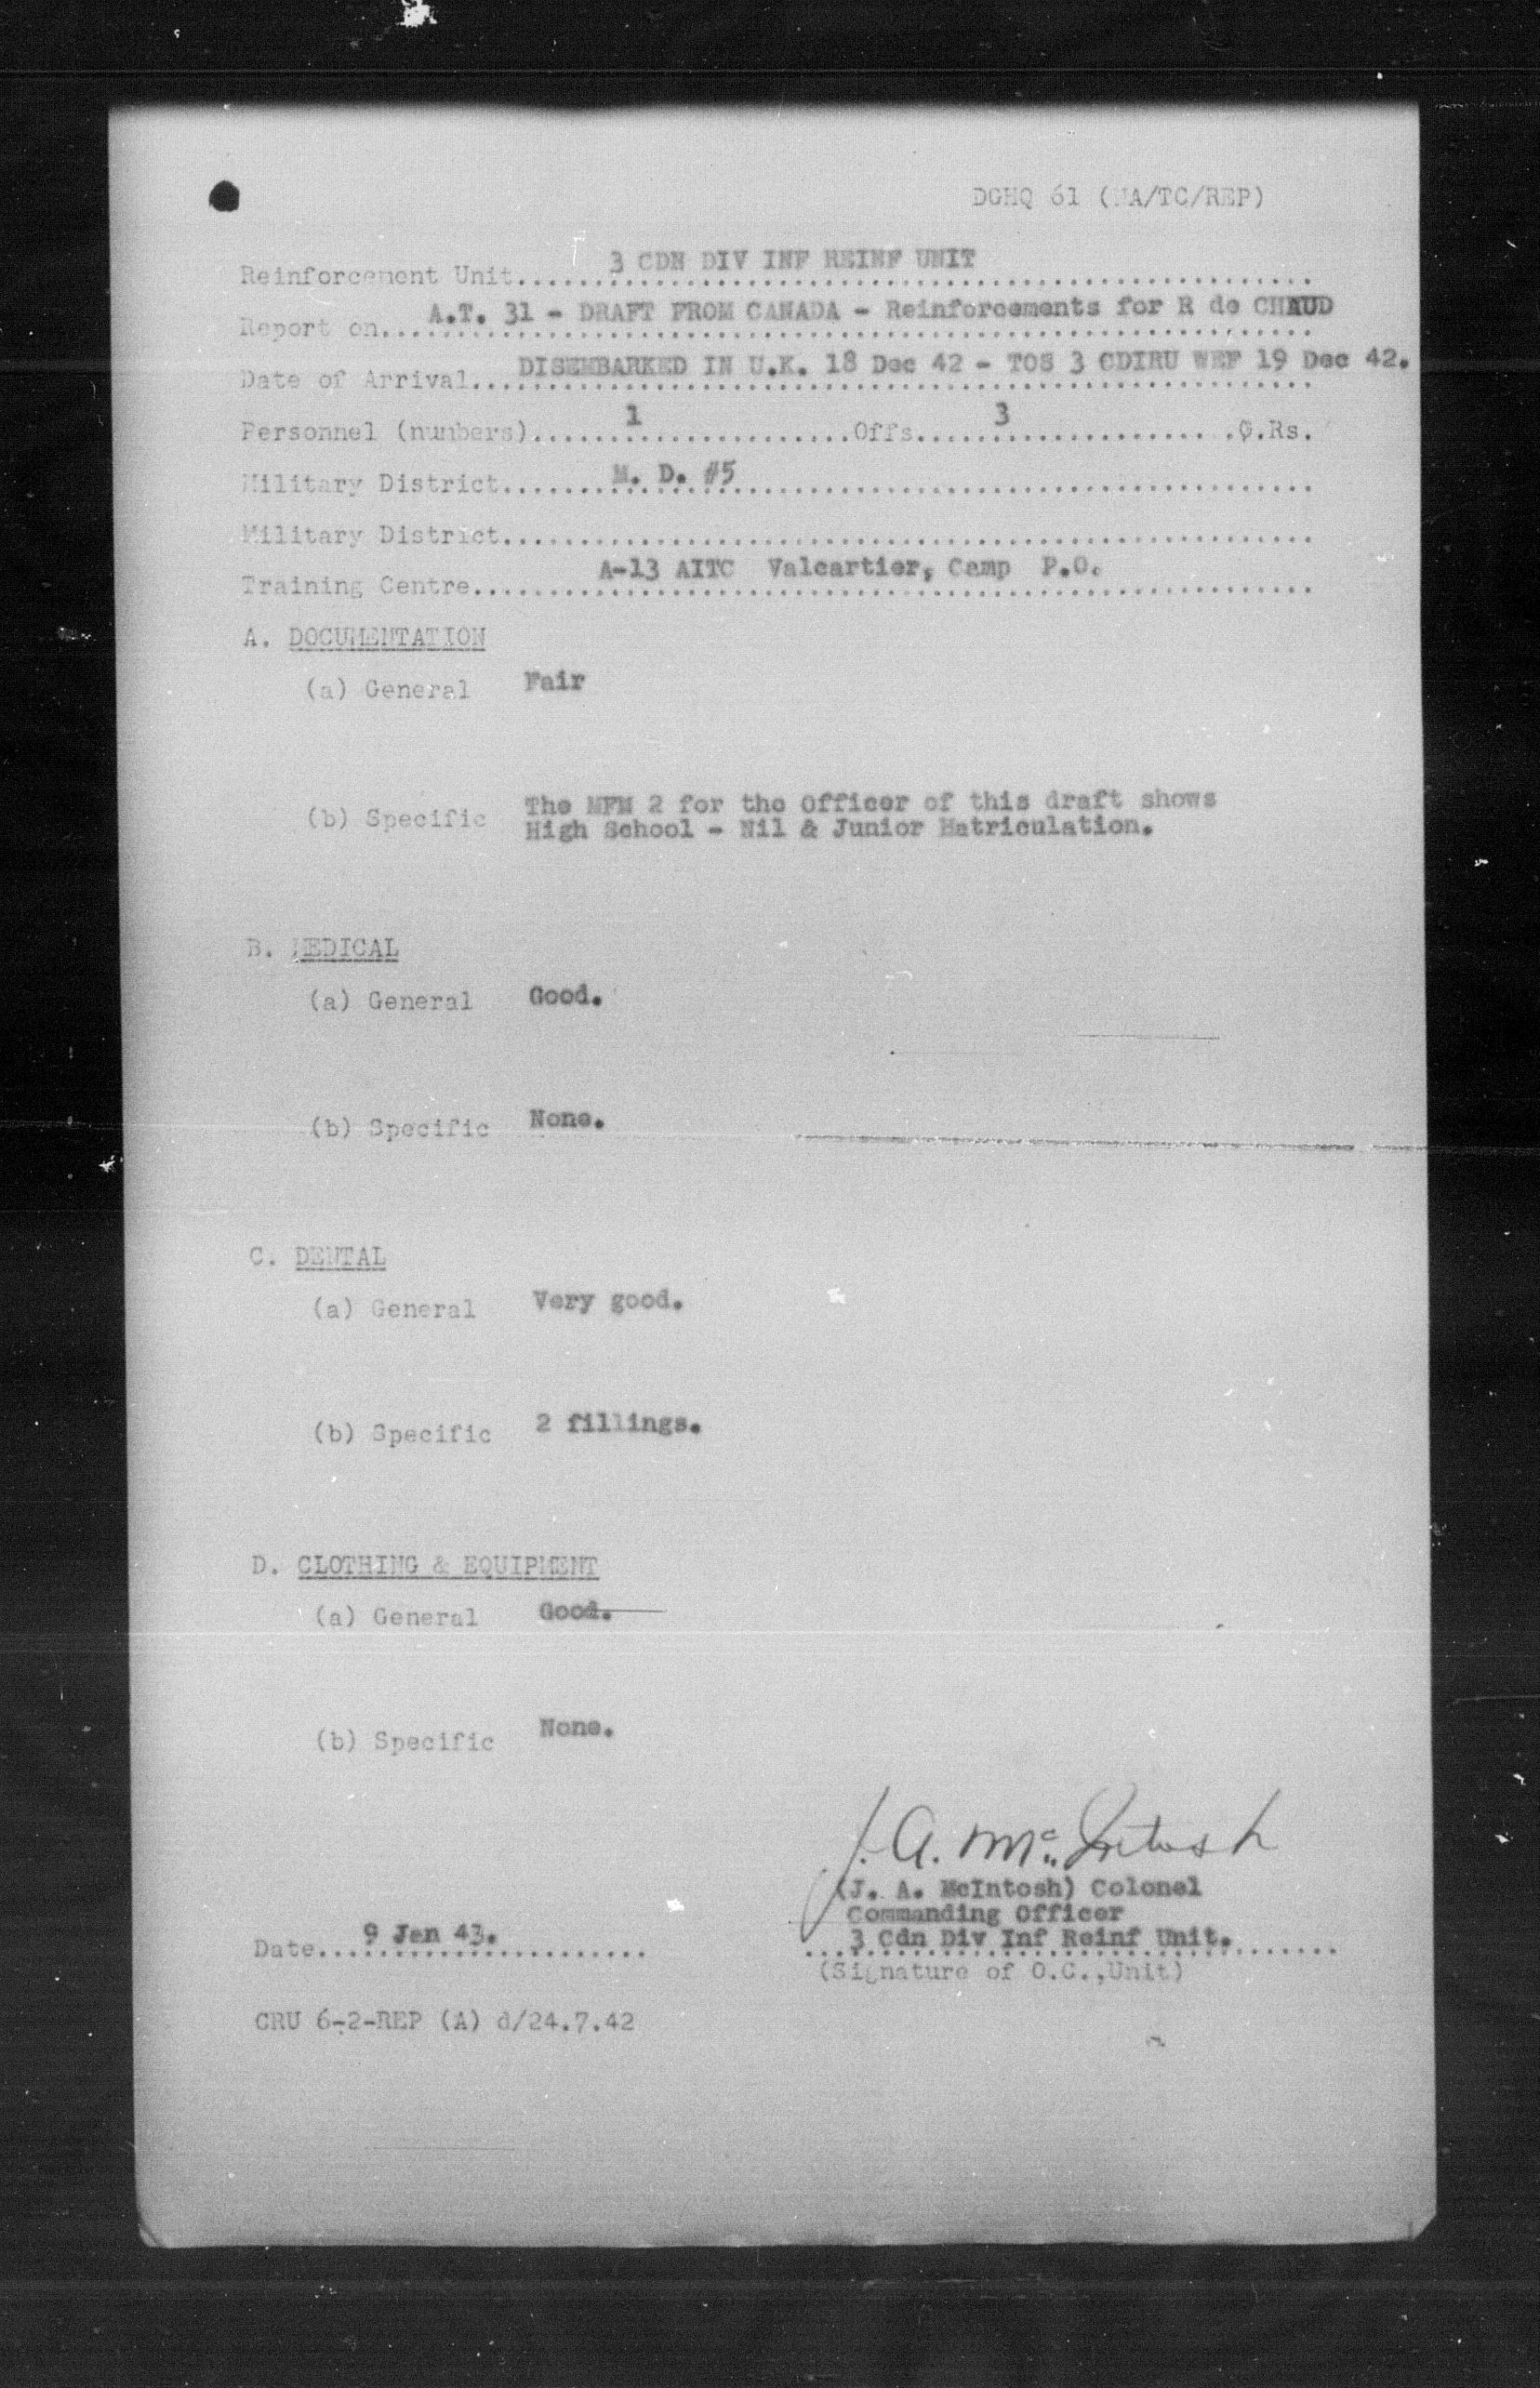 DGHQ 61 (MA/TC/REP)
Reinforcement Unit.....3 CDN DIV INF REINF UNIT.....
Report on.....A.T. 31 - DRAFT FROM CANADA - Reinforcements for R de CHAUD
Date of Arrival.....DISEMBARKED IN U.K. 18 Dec 42 - TOS 3 CDIRU WEF 19 Dec 42.
Personnel (numbers).....1.....Offs.....3.....O.Rs.
Military District.....M. D. #5.....
Military District.....
Training Centre.....A-13 AITC Valcartier, Camp P.O......
A. DOCUMENTATION
(a) General Fair
(b) Specific The MFM 2 for the Officer of this draft shows
High School - Nil & Junior Matriculation.
B. MEDICAL
(a) General Good.
(b) Specific None.
C. DENTAL
(a) General Very good.
(b) Specific 2 fillings.
D. CLOTHING & EQUIPMENT
(a) General Good.
(b) Specific None.
J. A. McIntosh
(J. A. McIntosh) Colonel
Commanding Officer
Date.....9 Jan 43......
3 Cdn Div Inf Reinf Unit.
(Signature of O.C.,Unit)
CRU 6-2-REP (A) d/24.7.42